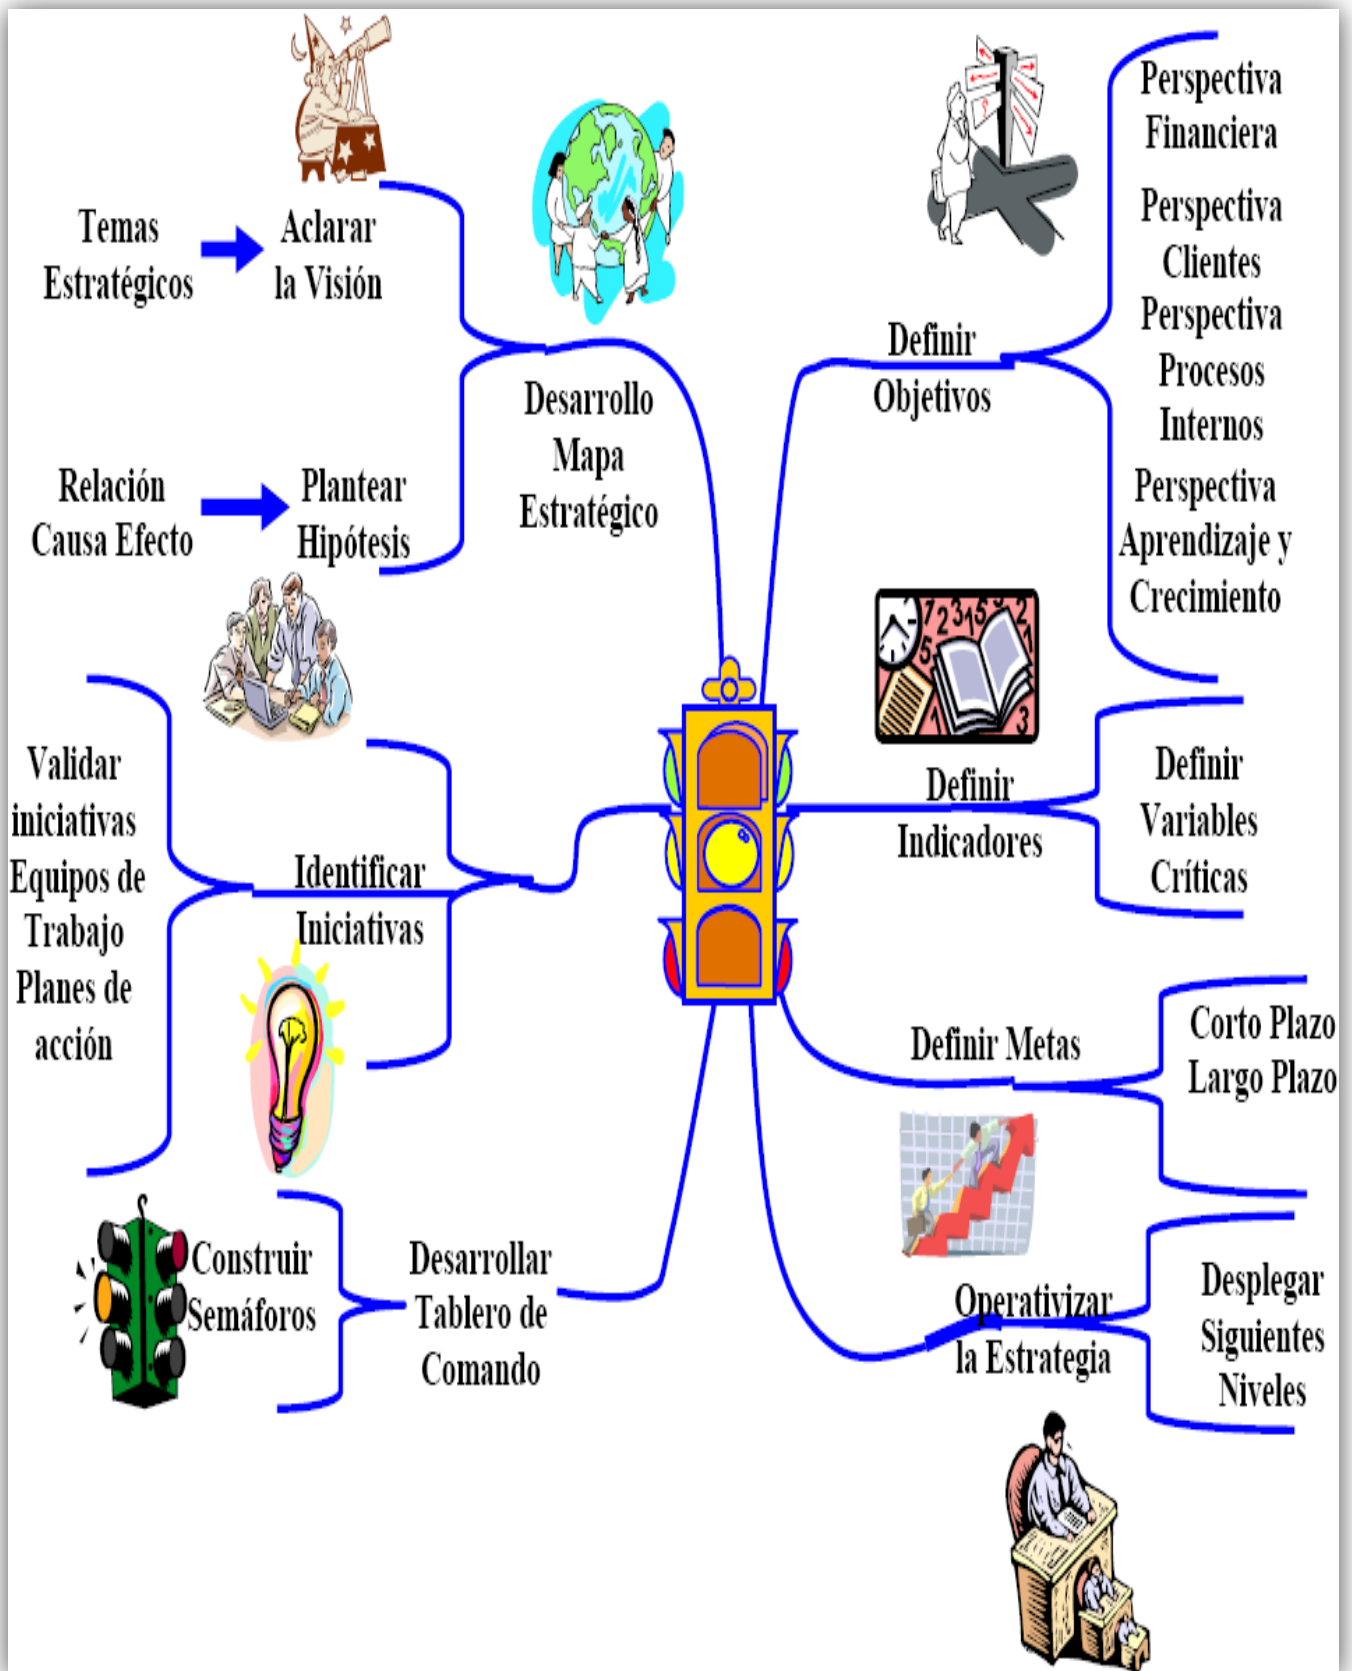 Temas
Estratégicos
Aclarar
la Visión
Relación
Causa Efecto
Plantear
Hipótesis
Desarrollo
Mapa
Estratégico
Definir
Objetivos
Perspectiva
Financiera
Perspectiva
Clientes
Perspectiva
Procesos
Internos
Perspectiva
Aprendizaje y
Crecimiento
Definir
Indicadores
Definir
Variables
Críticas
Validar
iniciativas
Equipos de
Trabajo
Planes de
acción
Identificar
Iniciativas
Definir Metas
Corto Plazo
Largo Plazo
Construir
Semáforos
Desarrollar
Tablero de
Comando
Operativizar
la Estrategia
Desplegar
Siguientes
Niveles